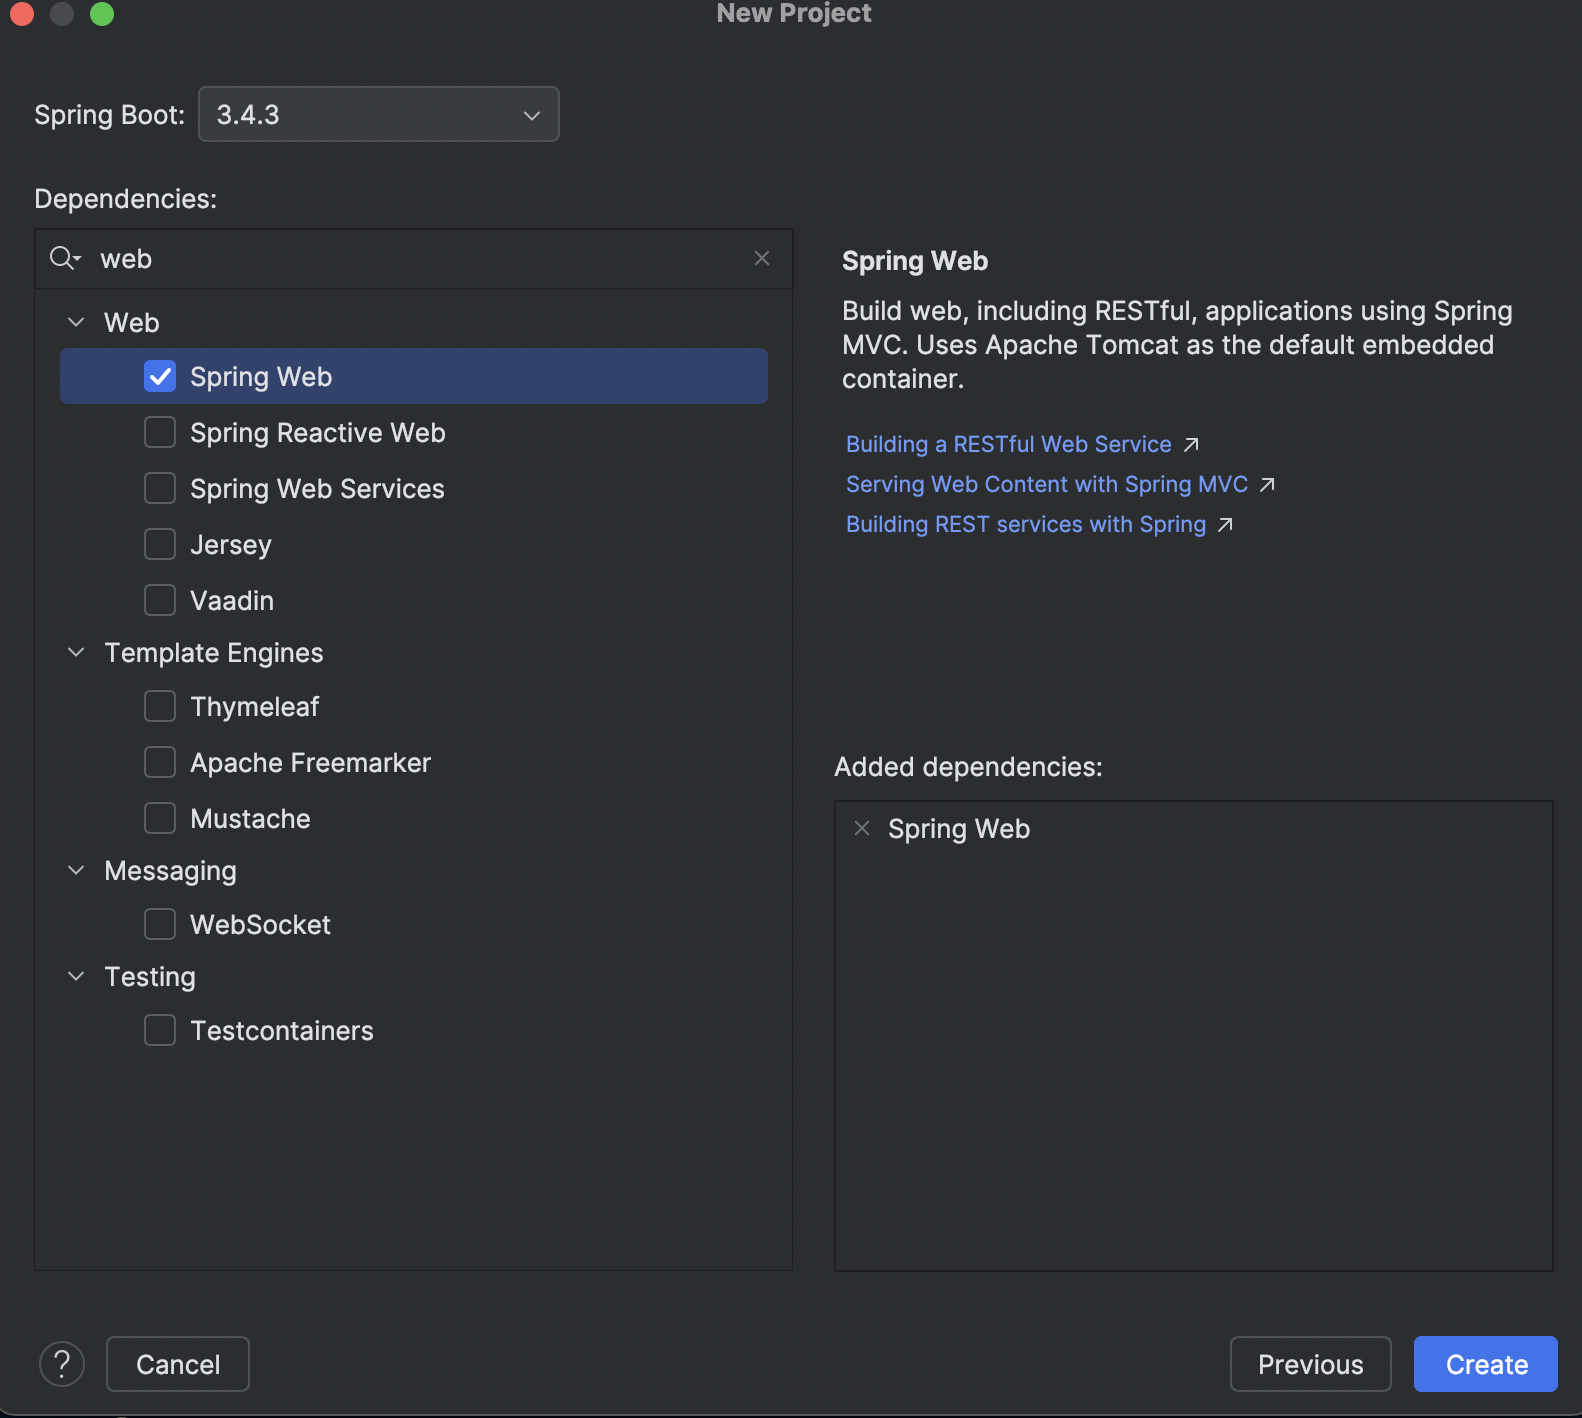 New Project
Spring Boot:
3.4.3
Dependencies:
web
Web
Spring Web
Spring Reactive Web
Spring Web Services
Jersey
Vaadin
Template Engines
Thymeleaf
Apache Freemarker
Mustache
Messaging
WebSocket
Testing
Testcontainers
Spring Web
Build web, including RESTful, applications using Spring
MVC. Uses Apache Tomcat as the default embedded
container.
Building a RESTful Web Service
Serving Web Content with Spring MVC
Building REST services with Spring
Added dependencies:
Spring Web
?
Cancel
Previous
Create